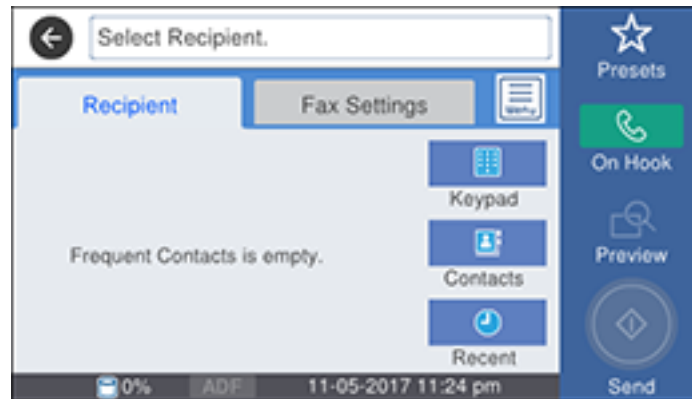 Select Recipient.
Presets
Recipient
Fax Settings
Menu
On Hook
Keypad
Frequent Contacts is empty.
Contacts
Preview
Recent
0% ADF 11-05-2017 11:24 pm
Send